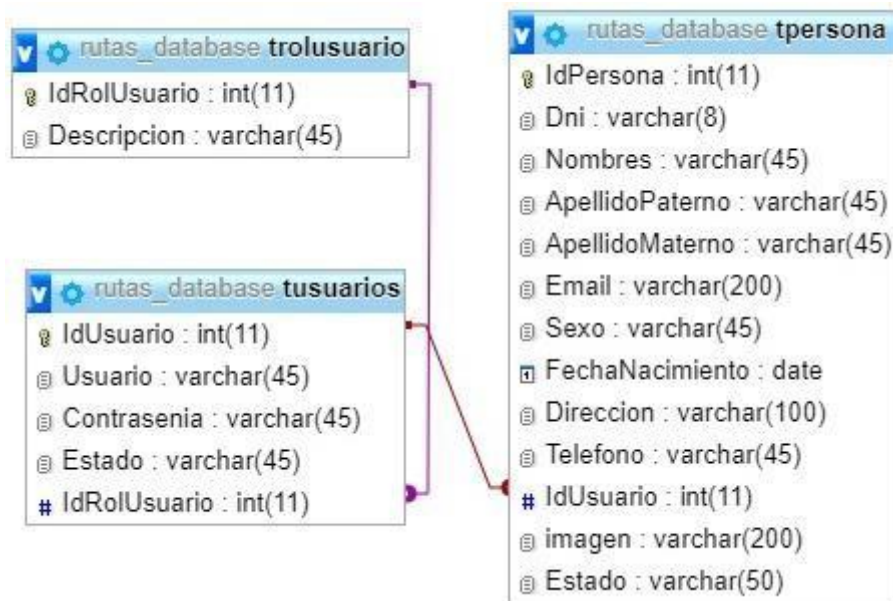 rutas_database trolusuario
IdRolUsuario : int(11)
Descripcion : varchar(45)
rutas_database tusuarios
IdUsuario : int(11)
Usuario : varchar(45)
Contrasenia : varchar(45)
Estado : varchar(45)
# IdRolUsuario : int(11)
rutas_database tpersona
IdPersona : int(11)
Dni : varchar(8)
Nombres : varchar(45)
ApellidoPaterno : varchar(45)
ApellidoMaterno : varchar(45)
Email : varchar(200)
Sexo : varchar(45)
FechaNacimiento : date
Direccion : varchar(100)
Telefono : varchar(45)
# IdUsuario : int(11)
imagen : varchar(200)
Estado : varchar(50)